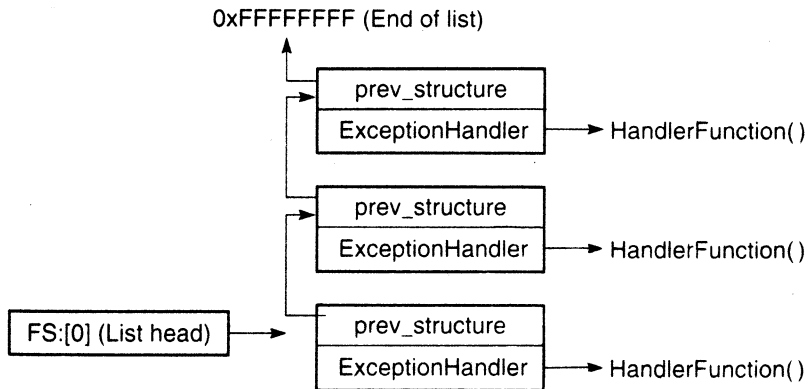 0xFFFFFFFF (End of list)
prev_structure
ExceptionHandler
HandlerFunction()
prev_structure
ExceptionHandler
HandlerFunction()
FS:[0] (List head)
prev_structure
ExceptionHandler
HandlerFunction()